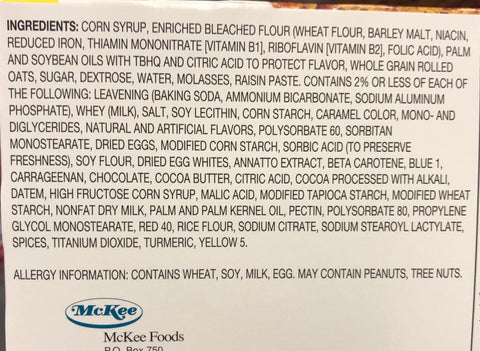 INGREDIENTS: CORN SYRUP, ENRICHED BLEACHED FLOUR (WHEAT FLOUR, BARLEY MALT, NIACIN,
REDUCED IRON, THIAMIN MONONITRATE [VITAMIN B1], RIBOFLAVIN [VITAMIN B2], FOLIC ACID), PALM
AND SOYBEAN OILS WITH TBHQ AND CITRIC ACID TO PROTECT FLAVOR, WHOLE GRAIN ROLLED
OATS, SUGAR, DEXTROSE, WATER, MOLASSES, RAISIN PASTE. CONTAINS 2% OR LESS OF EACH OF
THE FOLLOWING: LEAVENING (BAKING SODA, AMMONIUM BICARBONATE, SODIUM ALUMINUM
PHOSPHATE), WHEY (MILK), SALT, SOY LECITHIN, CORN STARCH, CARAMEL COLOR, MONO- AND
DIGLYCERIDES, NATURAL AND ARTIFICIAL FLAVORS, POLYSORBATE 60, SORBITAN
MONOSTEARATE, DRIED EGGS, MODIFIED CORN STARCH, SORBIC ACID (TO PRESERVE
FRESHNESS), SOY FLOUR, DRIED EGG WHITES, ANNATTO EXTRACT, BETA CAROTENE, BLUE 1,
CARRAGEENAN, CHOCOLATE, COCOA BUTTER, CITRIC ACID, COCOA PROCESSED WITH ALKALI,
DATEM, HIGH FRUCTOSE CORN SYRUP, MALIC ACID, MODIFIED TAPIOCA STARCH, MODIFIED WHEAT
STARCH, NONFAT DRY MILK, PALM AND PALM KERNEL OIL, PECTIN, POLYSORBATE 80, PROPYLENE
GLYCOL MONOSTEARATE, RED 40, RICE FLOUR, SODIUM CITRATE, SODIUM STEAROYL LACTYLATE,
SPICES, TITANIUM DIOXIDE, TURMERIC, YELLOW 5.
ALLERGY INFORMATION: CONTAINS WHEAT, SOY, MILK, EGG. MAY CONTAIN PEANUTS, TREE NUTS.
McKee
McKee Foods
P.O. Box 750